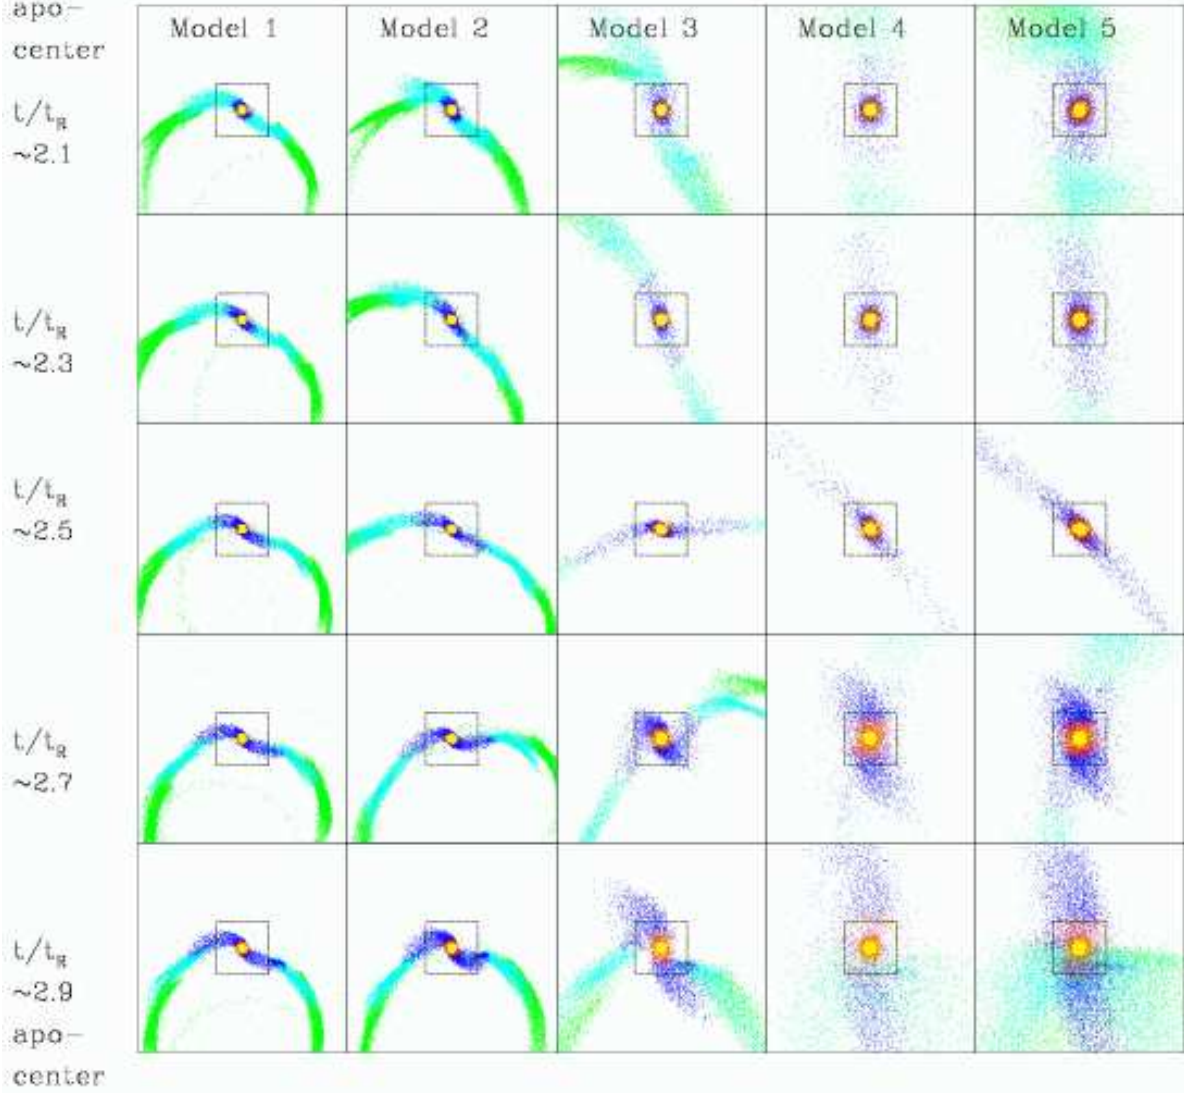 apo-
center
Model 1 Model 2 Model 3 Model 4 Model 5
t/t_R
~2.1
t/t_R
~2.3
t/t_R
~2.5
t/t_R
~2.7
t/t_R
~2.9
apo-
center